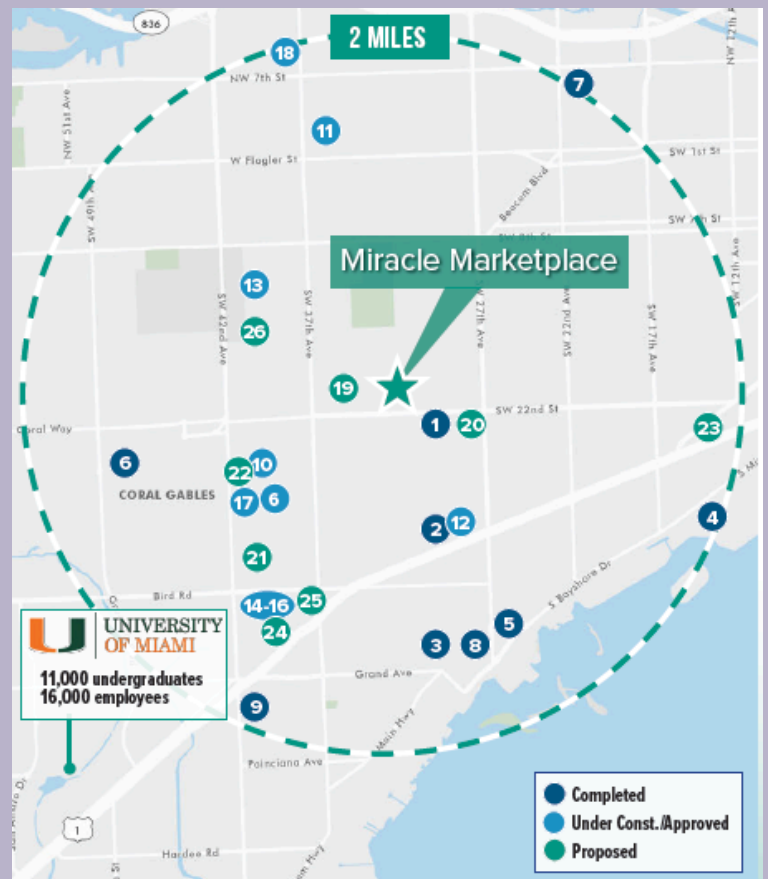 836
2 MILES
NW 12th A
18
NW 7th St
7
NW 51st Ave
11
SW 1st St
W Flagler St
Beacom Blvd
SW 49th A
SW 12th Ave
Miracle Marketplace
13
SW 42nd Ave
SW 37th Ave
SW 27th Ave
SW 22nd Ave
SW 17th Ave
26
19
SW 22nd St
Coral Way
1
20
23
6
22
10
CORAL GABLES
17
6
2
12
4
S Mi
21
S Bayshore Dr
Bird Rd
14-16
25
5
24
UNIVERSITY
OF MIAMI
11,000 undergraduates
16,000 employees
3
8
Grand Ave
9
Main Hwy
Poinciana Ave
1
Hardee Rd
Completed
Under Const./Approved
Proposed